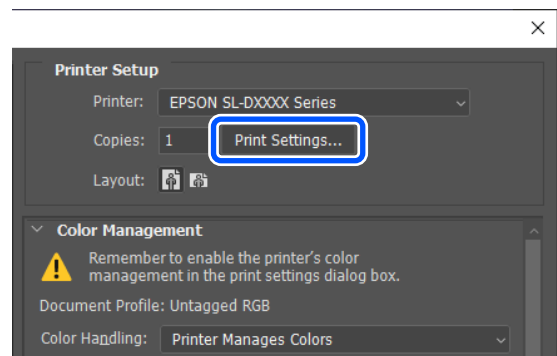 Printer Setup
Printer: EPSON SL-DXXXX Series
Copies: 1 Print Settings...
Layout:
Color Management
Remember to enable the printer's color
management in the print settings dialog box.
Document Profile: Untagged RGB
Color Handling: Printer Manages Colors